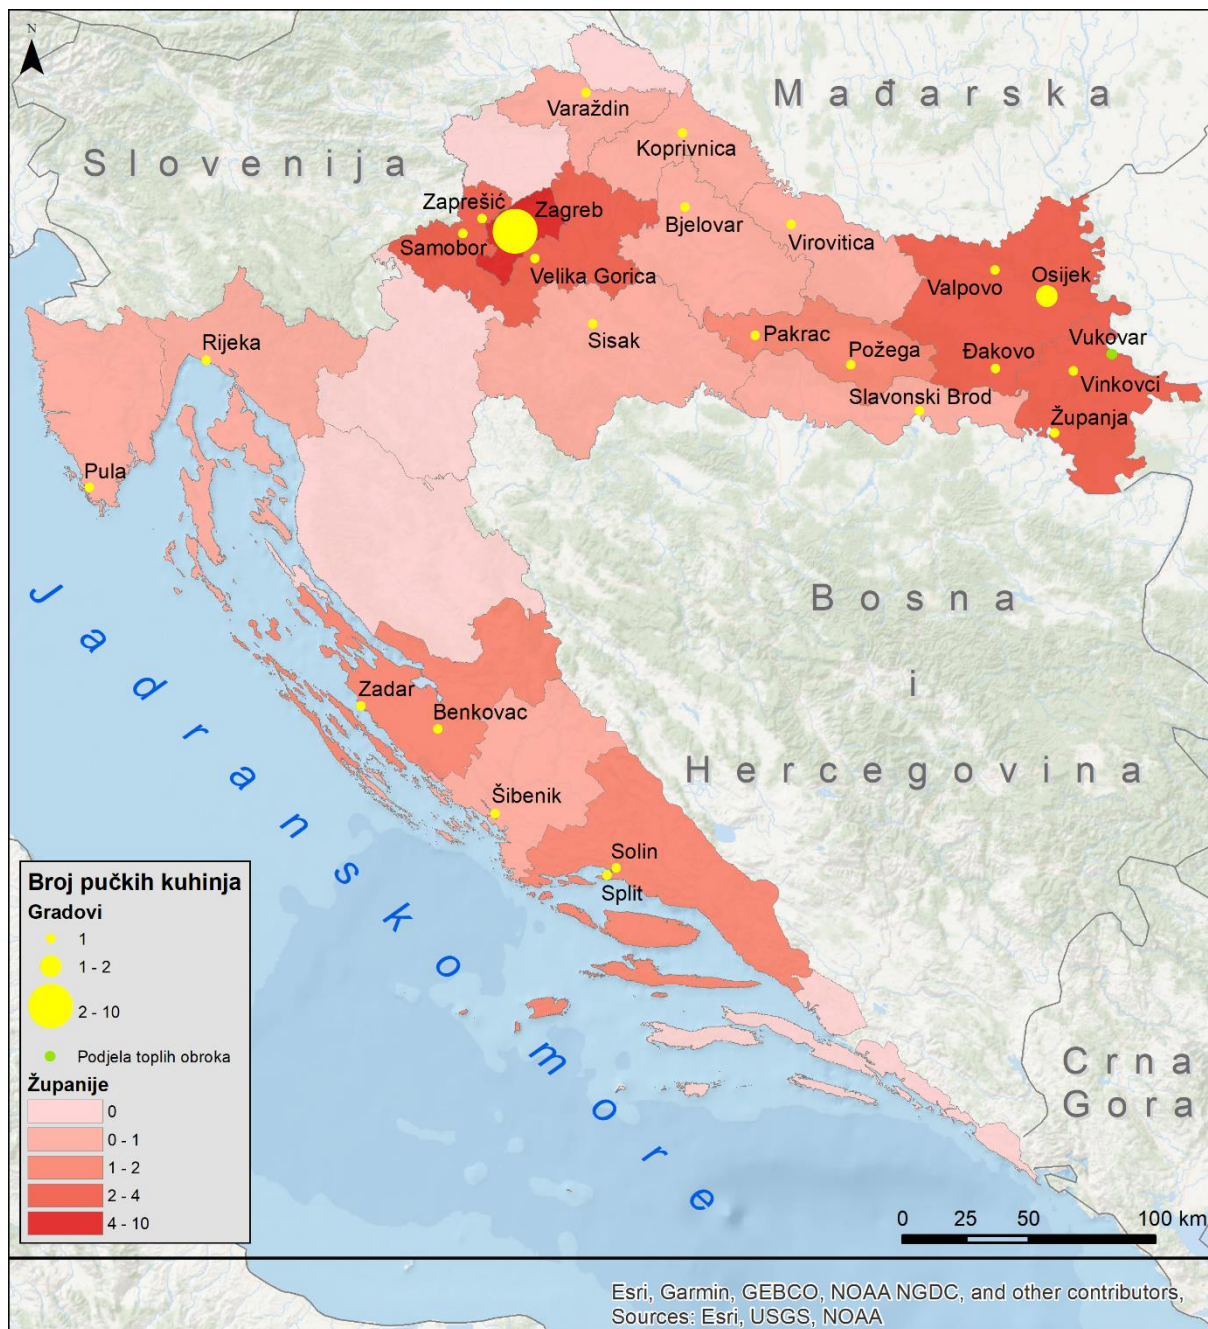 N
Mađarska
Slovenija
Varaždin
Koprivnica
Zaprešić
Zagreb
Bjelovar
Samobor
Virovitica
Velika Gorica
Valpovo
Osijek
Rijeka
Sisak
Pakrac
Vukovar
Požega
Đakovo
Vinkovci
Slavonski Brod
Županja
Pula
Bosna
i
Hercegovina
Jadransko more
Zadar
Benkovac
Šibenik
Solin
Split
Crna
Gora
Broj pučkih kuhinja
Gradovi
1
1 - 2
2 - 10
Podjela toplih obroka
Županije
0
0 - 1
1 - 2
2 - 4
4 - 10
0 25 50 100 km
Esri, Garmin, GEBCO, NOAA NGDC, and other contributors,
Sources: Esri, USGS, NOAA